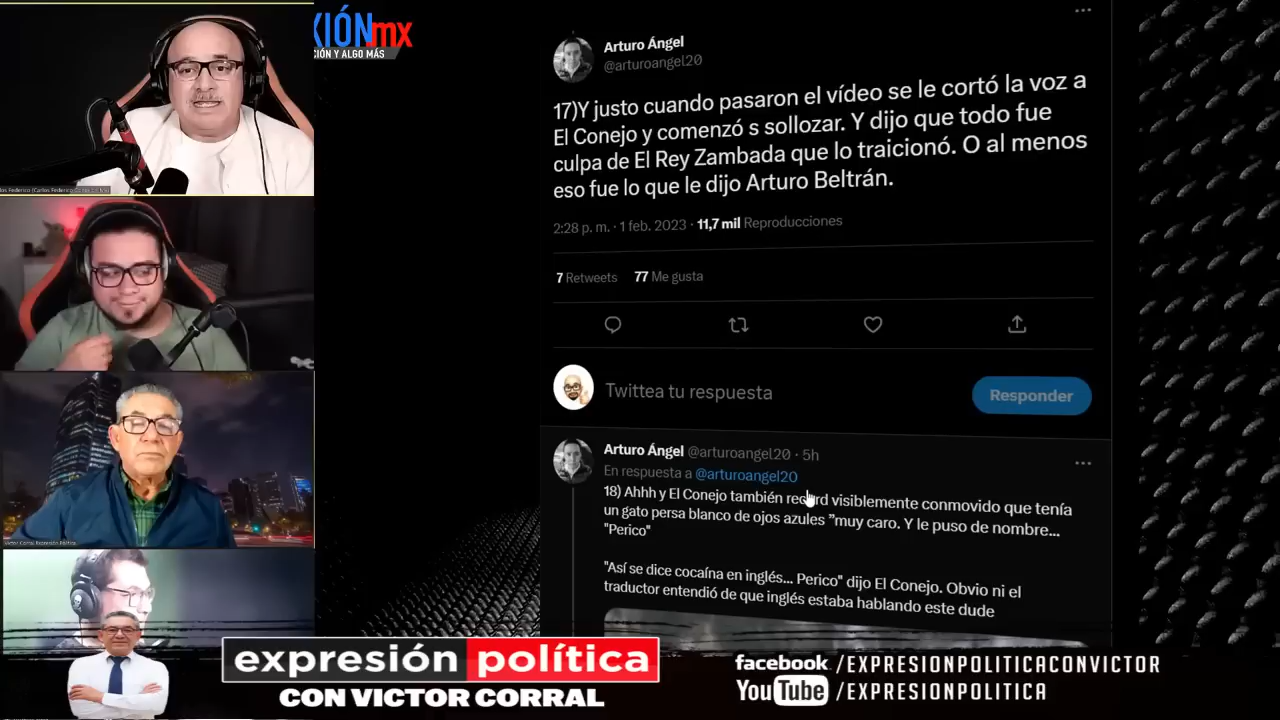 XIÓNmx
CIÓN Y ALGO MÁS
Arturo Ángel
@arturoangel20
17)Y justo cuando pasaron el vídeo se le cortó la voz a
El Conejo y comenzó s sollozar. Y dijo que todo fue
culpa de El Rey Zambada que lo traicionó. O al menos
eso fue lo que le dijo Arturo Beltrán.
2:28 p. m. · 1 feb. 2023 · 11,7 mil Reproducciones
7 Retweets 77 Me gusta
Twittea tu respuesta
Responder
Arturo Ángel @arturoangel20 · 5h
En respuesta a @arturoangel20
18) Ahhh y El Conejo también record visiblemente conmovido que tenía
un gato persa blanco de ojos azules ”muy caro. Y le puso de nombre...
"Perico"
"Así se dice cocaína en inglés... Perico" dijo El Conejo. Obvio ni el
traductor entendió de que inglés estaba hablando este dude
Victor Corral Expresión Política
expresión política
CON VICTOR CORRAL
facebook /EXPRESIONPOLITICACONVICTOR
YouTube /EXPRESIONPOLITICA